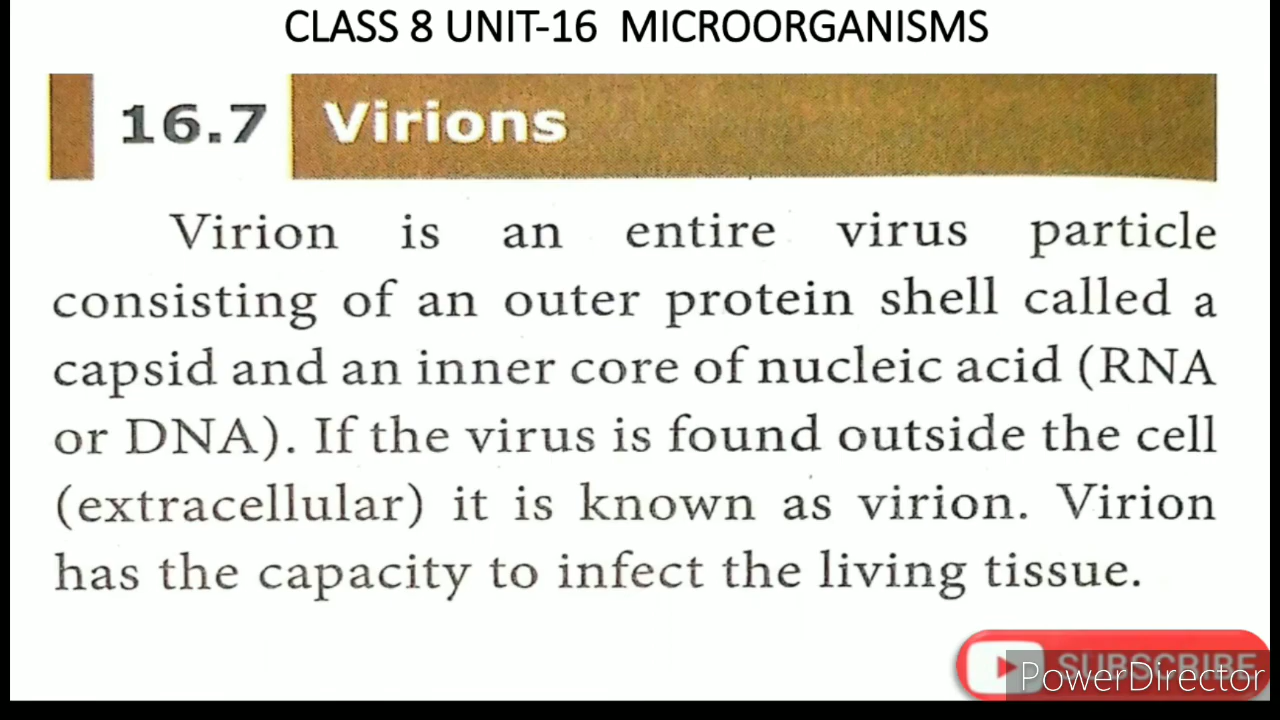 CLASS 8 UNIT-16 MICROORGANISMS
16.7 Virions
Virion is an entire virus particle
consisting of an outer protein shell called a
capsid and an inner core of nucleic acid (RNA
or DNA). If the virus is found outside the cell
(extracellular) it is known as virion. Virion
has the capacity to infect the living tissue.
SUBSCRIBE
PowerDirector